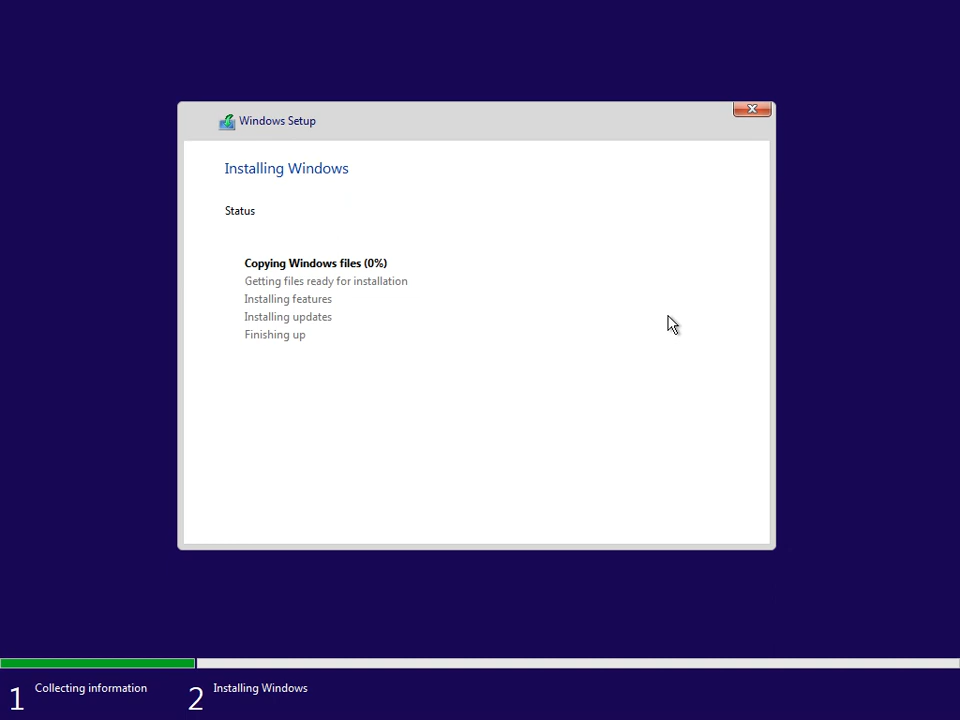 Windows Setup
Installing Windows
Status
Copying Windows files (0%)
Getting files ready for installation
Installing features
Installing updates
Finishing up
1 Collecting information 2 Installing Windows